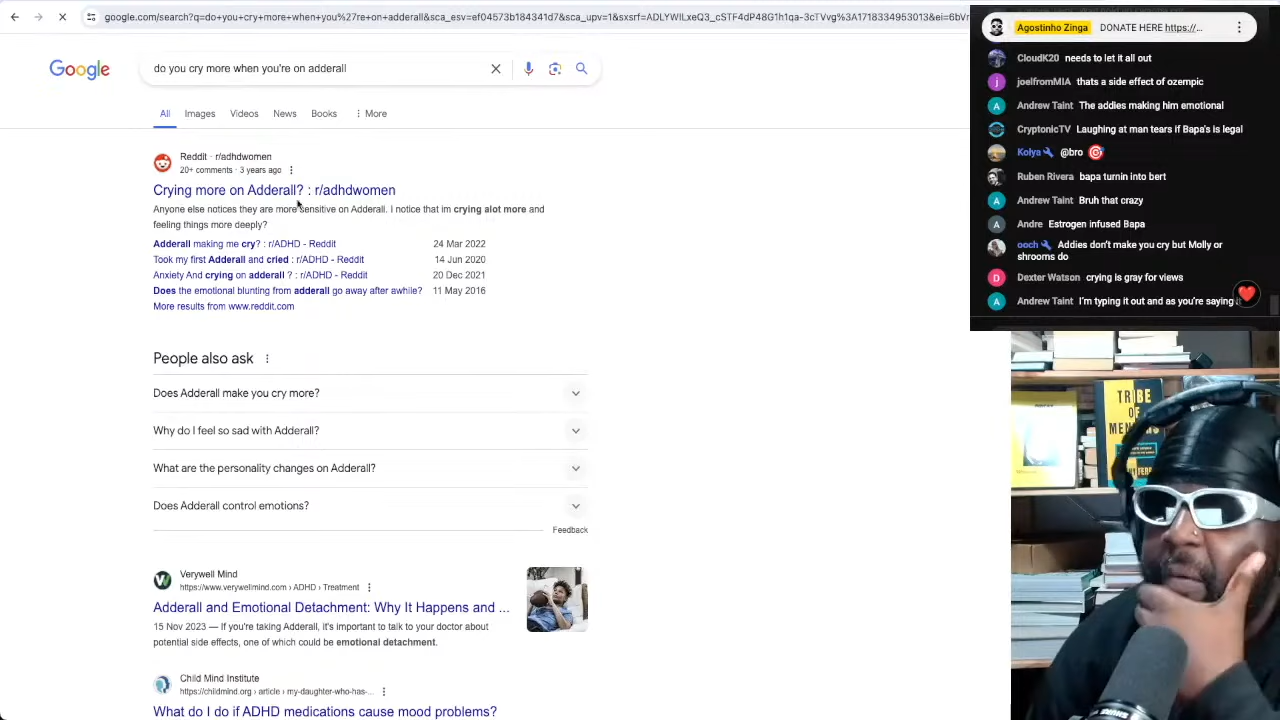 google.com/search?q=do+you+cry+more+when+you%27re+on+adderall&sca_esv=ef04573b184341d7&sca_upv=1&sxsrf=ADLYWILxeQ3_cSTF4dP48G1h1qa-3cTVvg%3A1718334953013&ei=6bVr
Google
do you cry more when you're on adderall
All Images Videos News Books More
Reddit · r/adhdwomen
20+ comments · 3 years ago
Crying more on Adderall? : r/adhdwomen
Anyone else notices they are more sensitive on Adderall. I notice that im crying alot more and
feeling things more deeply?
Adderall making me cry? : r/ADHD - Reddit 24 Mar 2022
Took my first Adderall and cried : r/ADHD - Reddit 14 Jun 2020
Anxiety And crying on adderall ? : r/ADHD - Reddit 20 Dec 2021
Does the emotional blunting from adderall go away after awhile? 11 May 2016
More results from www.reddit.com
People also ask
Does Adderall make you cry more?
Why do I feel so sad with Adderall?
What are the personality changes on Adderall?
Does Adderall control emotions?
Feedback
Verywell Mind
https://www.verywellmind.com › ADHD › Treatment
Adderall and Emotional Detachment: Why It Happens and ...
15 Nov 2023 — If you're taking Adderall, it's important to talk to your doctor about
potential side effects, one of which could be emotional detachment.
Child Mind Institute
https://childmind.org › article › my-daughter-who-has-...
What do I do if ADHD medications cause mood problems?
Agostinho Zinga DONATE HERE https://...
CloudK20 needs to let it all out
joelfromMIA thats a side effect of ozempic
Andrew Taint The addies making him emotional
CryptonicTV Laughing at man tears if Bapa's is legal
Kołya @bro
Ruben Rivera bapa turnin into bert
Andrew Taint Bruh that crazy
Andre Estrogen infused Bapa
ooch Addies don't make you cry but Molly or
shrooms do
Dexter Watson crying is gray for views
Andrew Taint I'm typing it out and as you're saying
TRIBE
OF